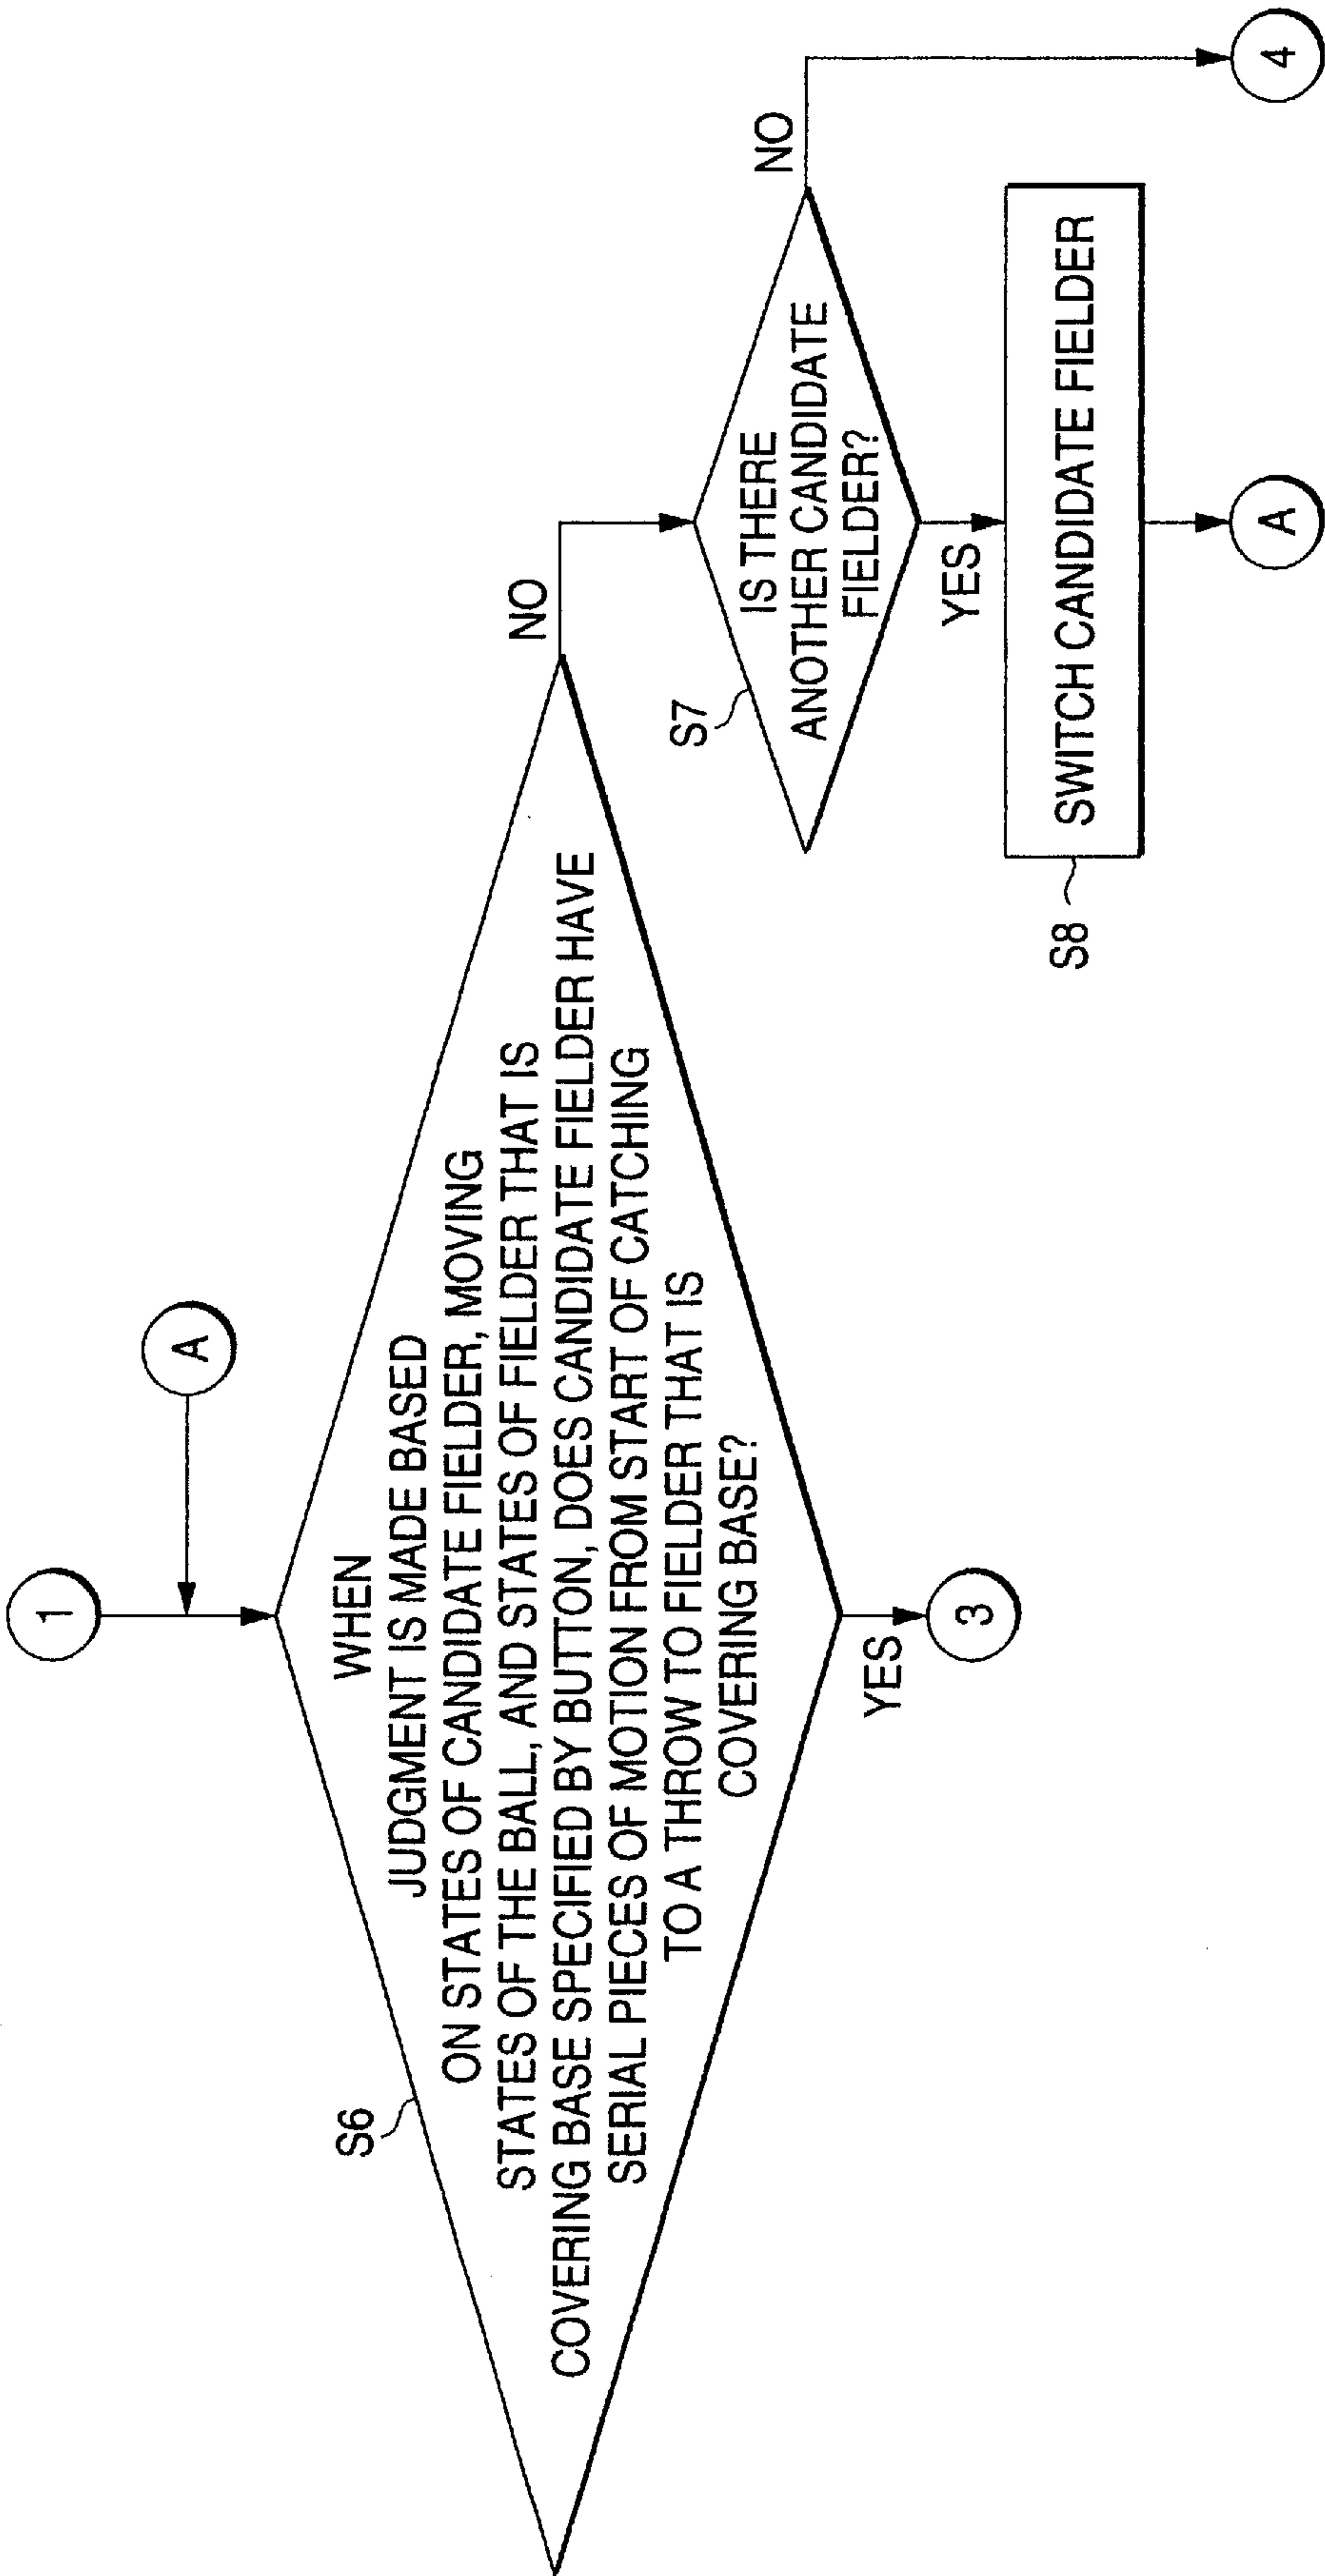 1
A
S6
WHEN
JUDGMENT IS MADE BASED
ON STATES OF CANDIDATE FIELDER, MOVING
STATES OF THE BALL, AND STATES OF FIELDER THAT IS
COVERING BASE SPECIFIED BY BUTTON, DOES CANDIDATE FIELDER HAVE
SERIAL PIECES OF MOTION FROM START OF CATCHING
TO A THROW TO FIELDER THAT IS
COVERING BASE?
NO
YES
3
S7
IS THERE
ANOTHER CANDIDATE
FIELDER?
NO
YES
S8
SWITCH CANDIDATE FIELDER
A
4